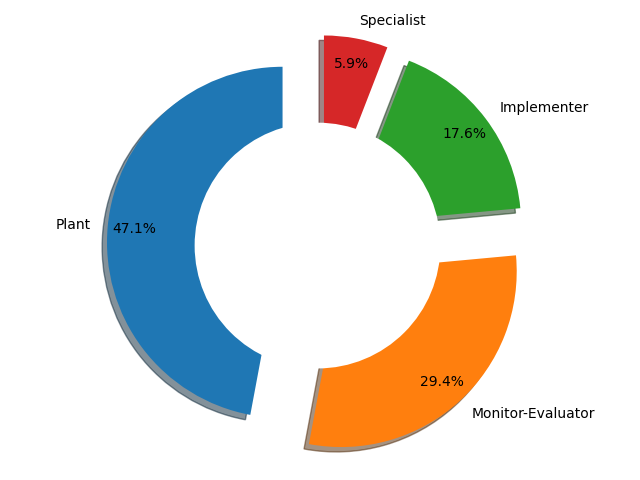 Specialist
5.9%
Implementer
17.6%
Plant
47.1%
29.4%
Monitor-Evaluator